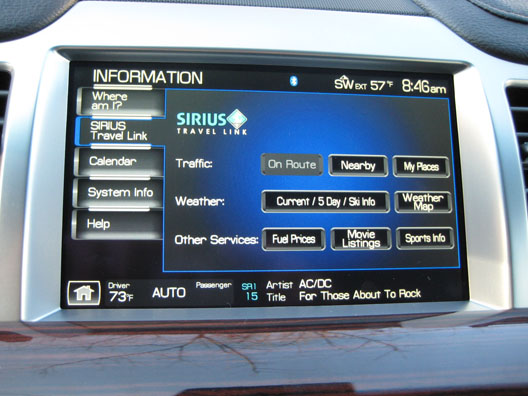 INFORMATION SW EXT 57°F 8:46am
Where am I?
SIRIUS Travel Link
Calendar
System Info
Help
SIRIUS
TRAVEL LINK
Traffic: On Route Nearby My Places
Weather: Current / 5 Day / Ski Info Weather Map
Other Services: Fuel Prices Movie Listings Sports Info
Driver 73°F AUTO Passenger SR1 15
Artist AC/DC
Title For Those About To Rock